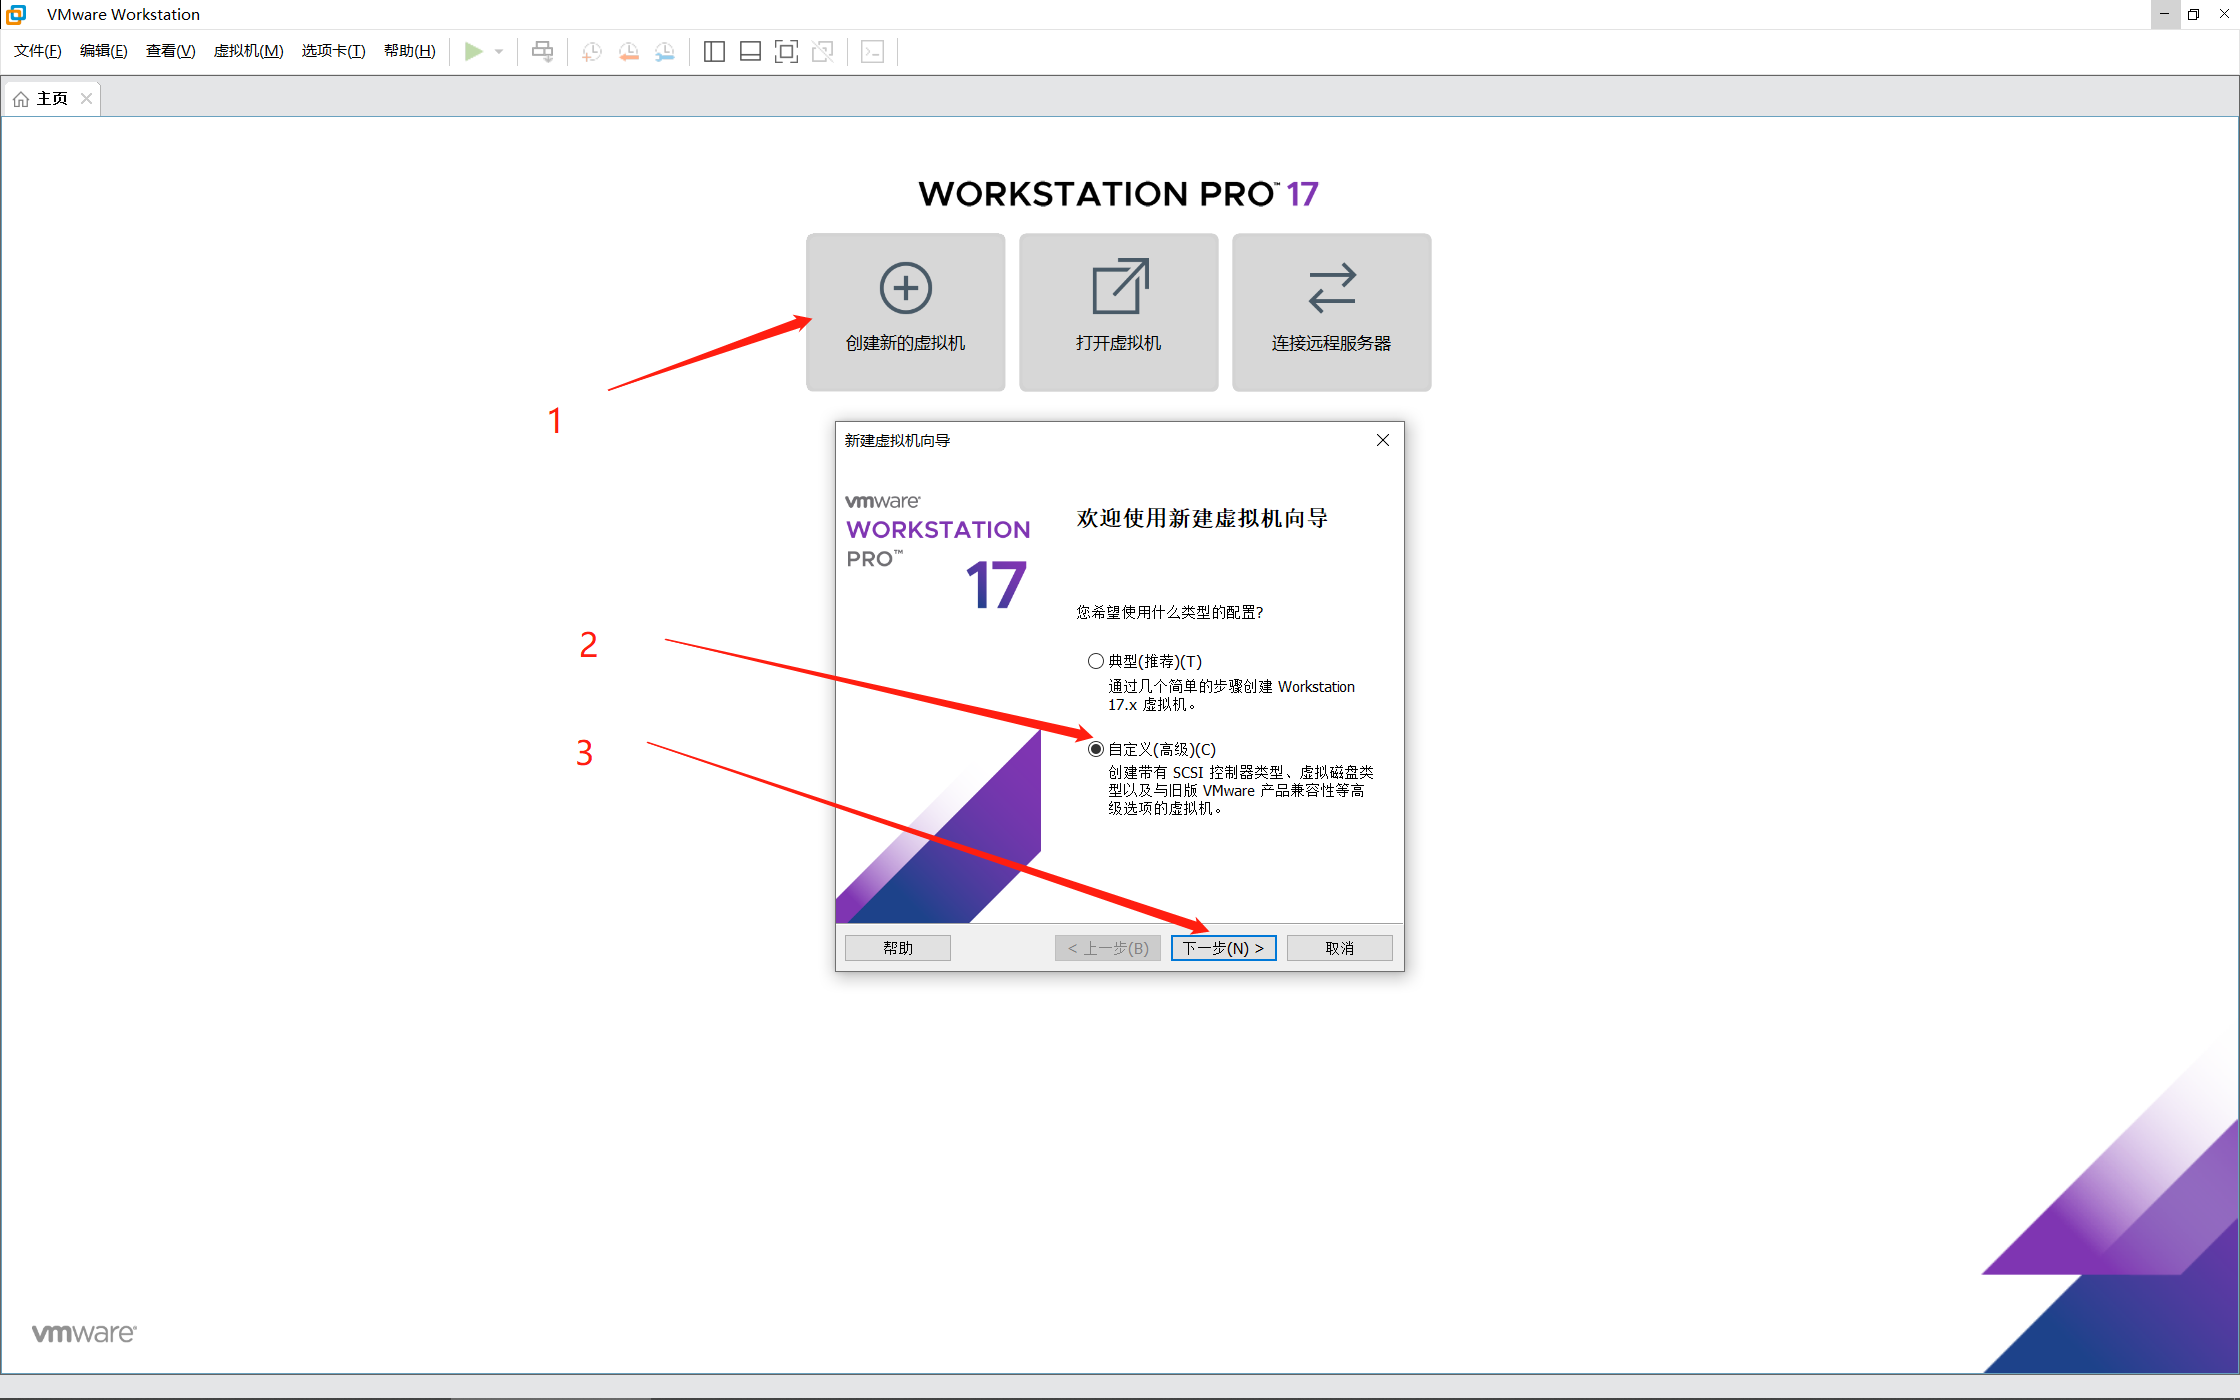 VMware Workstation
文件(F) 编辑(E) 查看(V) 虚拟机(M) 选项卡(T) 帮助(H)
主页
WORKSTATION PRO™ 17
创建新的虚拟机
打开虚拟机
连接远程服务器
1
新建虚拟机向导
vmware®
WORKSTATION
PRO™
17
欢迎使用新建虚拟机向导
您希望使用什么类型的配置?
2
典型(推荐)(T)
通过几个简单的步骤创建 Workstation
17.x 虚拟机。
3
自定义(高级)(C)
创建带有 SCSI 控制器类型、虚拟磁盘类
型以及与旧版 VMware 产品兼容性等高
级选项的虚拟机。
帮助
< 上一步(B)
下一步(N) >
取消
vmware®